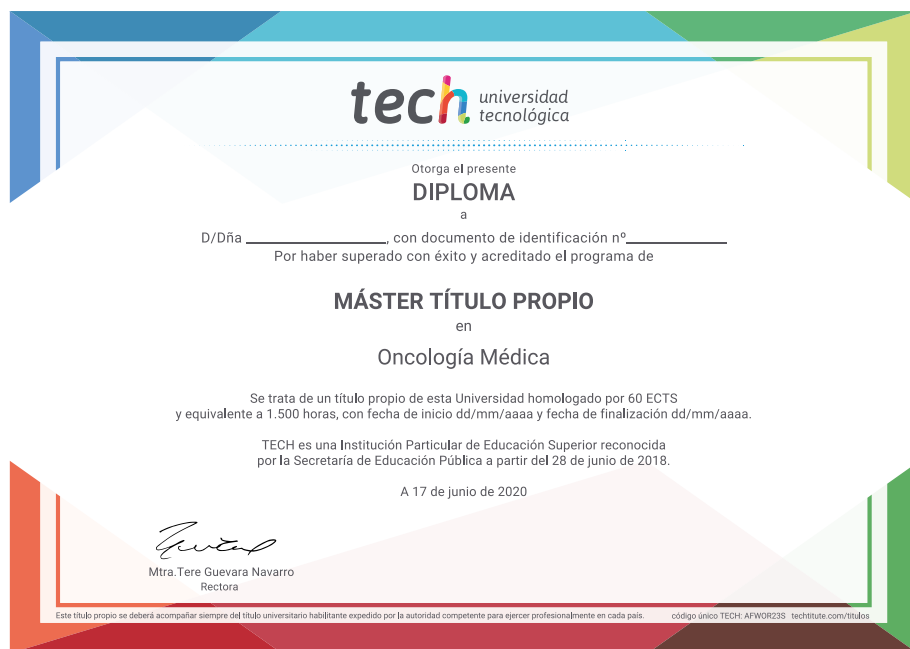 tech universidad
tecnológica
Otorga el presente
DIPLOMA
a
D/Dña ____________________, con documento de identificación nº______________
Por haber superado con éxito y acreditado el programa de
MÁSTER TÍTULO PROPIO
en
Oncología Médica
Se trata de un título propio de esta Universidad homologado por 60 ECTS
y equivalente a 1.500 horas, con fecha de inicio dd/mm/aaaa y fecha de finalización dd/mm/aaaa.
TECH es una Institución Particular de Educación Superior reconocida
por la Secretaría de Educación Pública a partir del 28 de junio de 2018.
A 17 de junio de 2020
Mtra.Tere Guevara Navarro
Rectora
Este título propio se deberá acompañar siempre del título universitario habilitante expedido por la autoridad competente para ejercer profesionalmente en cada país. código único TECH: AFWOR23S techtitute.com/titulos